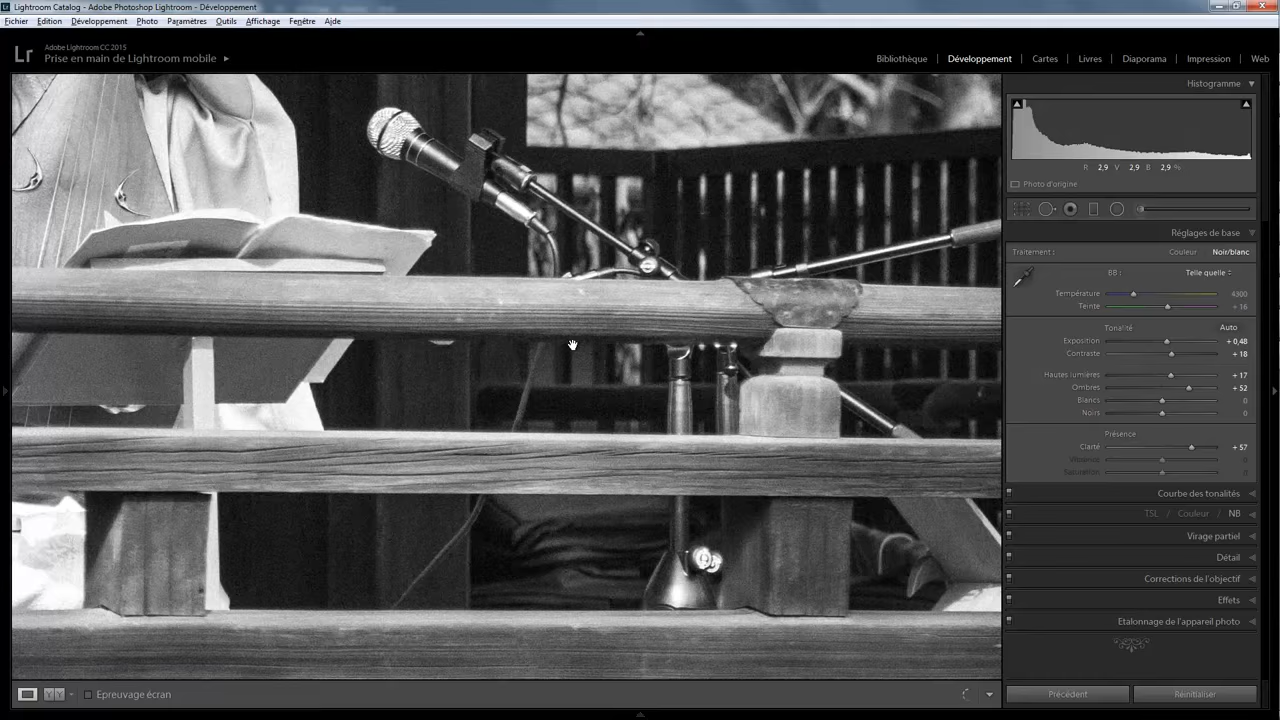 Lightroom Catalog - Adobe Photoshop Lightroom - Développement
Fichier Edition Développement Photo Paramètres Outils Affichage Fenêtre Aide
Lr
Adobe Lightroom CC 2015
Prise en main de Lightroom mobile
Bibliothèque Développement Cartes Livres Diaporama Impression Web
Histogramme
R 2,9 V 2,9 B 2,9 %
Photo d'origine
Réglages de base
Traitement : Couleur Noir/blanc
BB : Telle quelle
Température 4300
Teinte + 16
Tonalité Auto
Exposition + 0,48
Contraste + 18
Hautes lumières + 17
Ombres + 52
Blancs 0
Noirs 0
Présence
Clarté + 57
Vibrance 0
Saturation 0
Courbe des tonalités
TSL / Couleur / NB
Virage partiel
Détail
Corrections de l'objectif
Effets
Etalonnage de l'appareil photo
Y Y Epreuvage écran
Précédent Réinitialiser